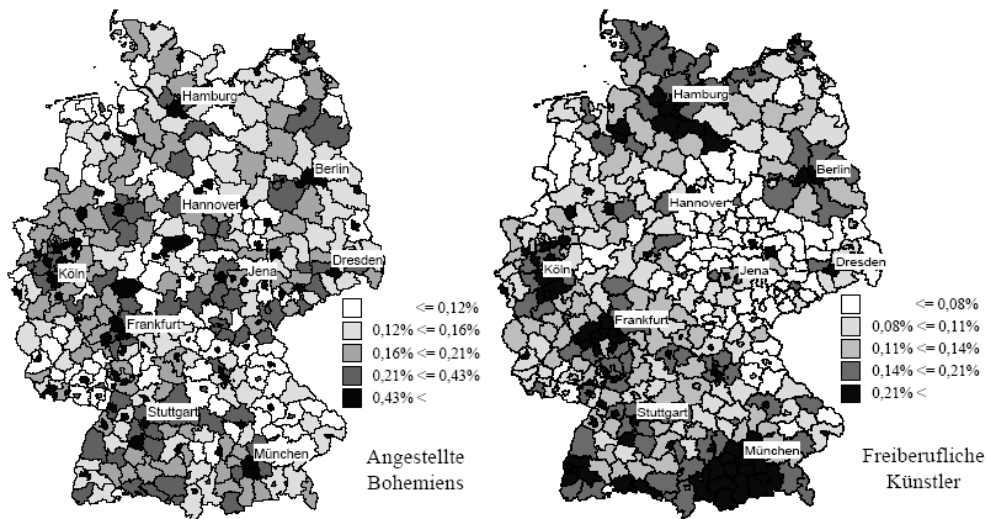 Hamburg
Berlin
Hannover
Köln
Jena
Dresden
Frankfurt
Stuttgart
München
<= 0,12%
0,12% <= 0,16%
0,16% <= 0,21%
0,21% <= 0,43%
0,43% <
Angestellte
Bohemiens
Hamburg
Berlin
Hannover
Köln
Jena
Dresden
Frankfurt
Stuttgart
München
<= 0,08%
0,08% <= 0,11%
0,11% <= 0,14%
0,14% <= 0,21%
0,21% <
Freiberufliche
Künstler